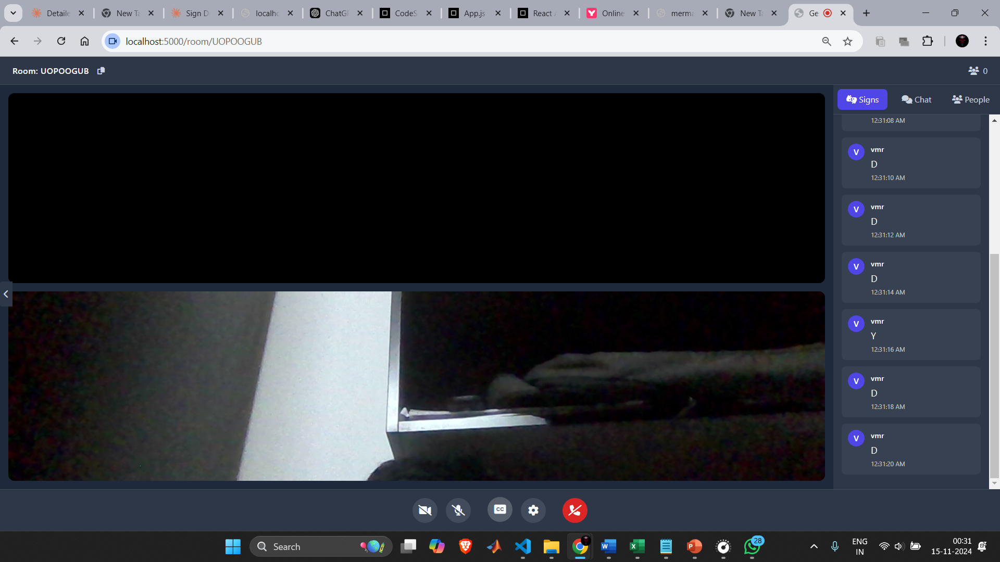 Detaile
New Ta
Sign D
localhc
ChatGP
CodeS
App.js
React A
Online
merma
New Ta
Ge
localhost:5000/room/UOPOOGUB
Room: UOPOOGUB
0
Signs
Chat
People
12:31:08 AM
V
vmr
D
12:31:10 AM
V
vmr
D
12:31:12 AM
V
vmr
D
12:31:14 AM
V
vmr
Y
12:31:16 AM
V
vmr
D
12:31:18 AM
V
vmr
D
12:31:20 AM
CC
Search
28
ENG
IN
00:31
15-11-2024